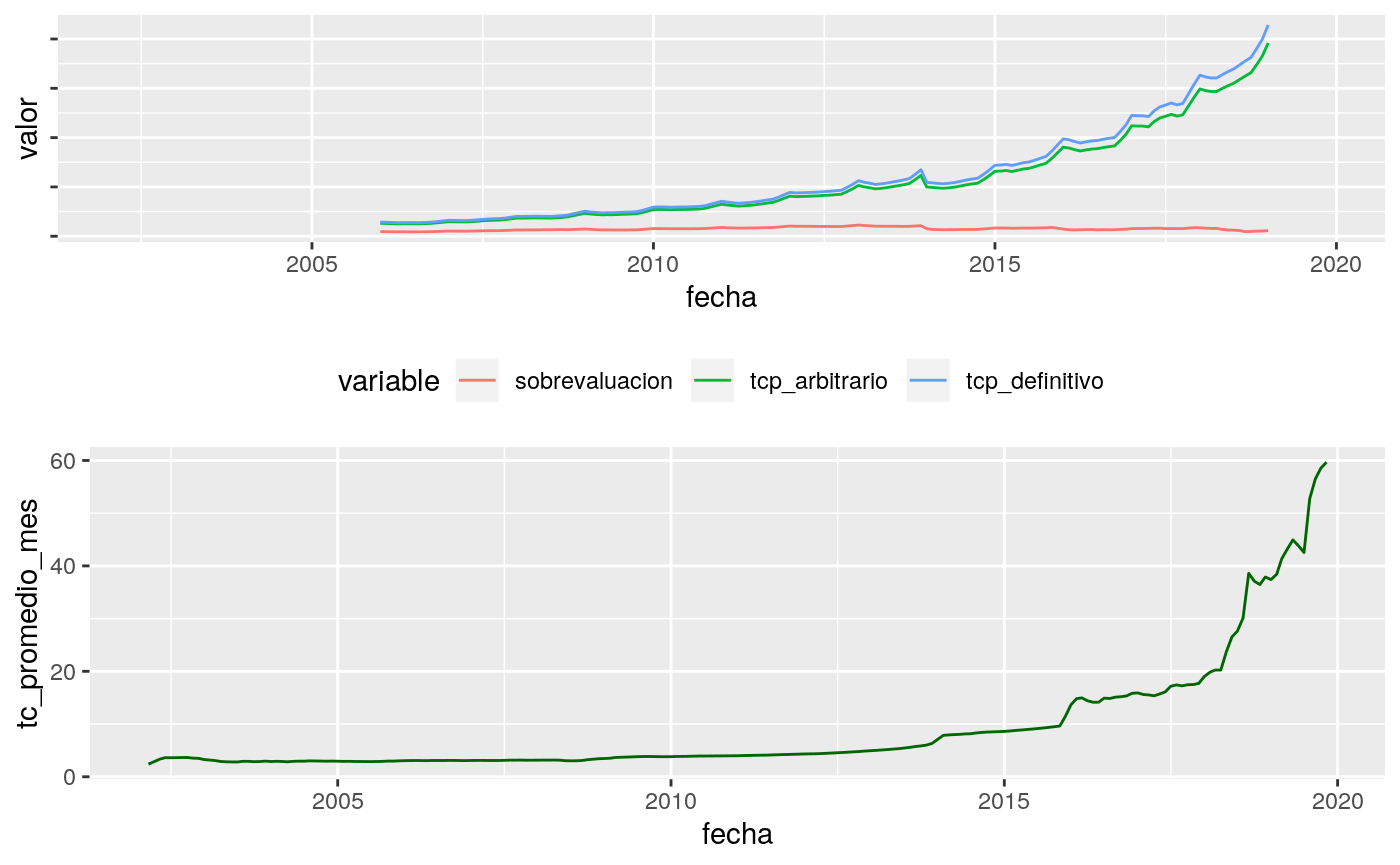 valor
2005 2010 2015 2020
fecha
variable sobrevaluacion tcp_arbitrario tcp_definitivo
tc_promedio_mes
60
40
20
0
2005 2010 2015 2020
fecha